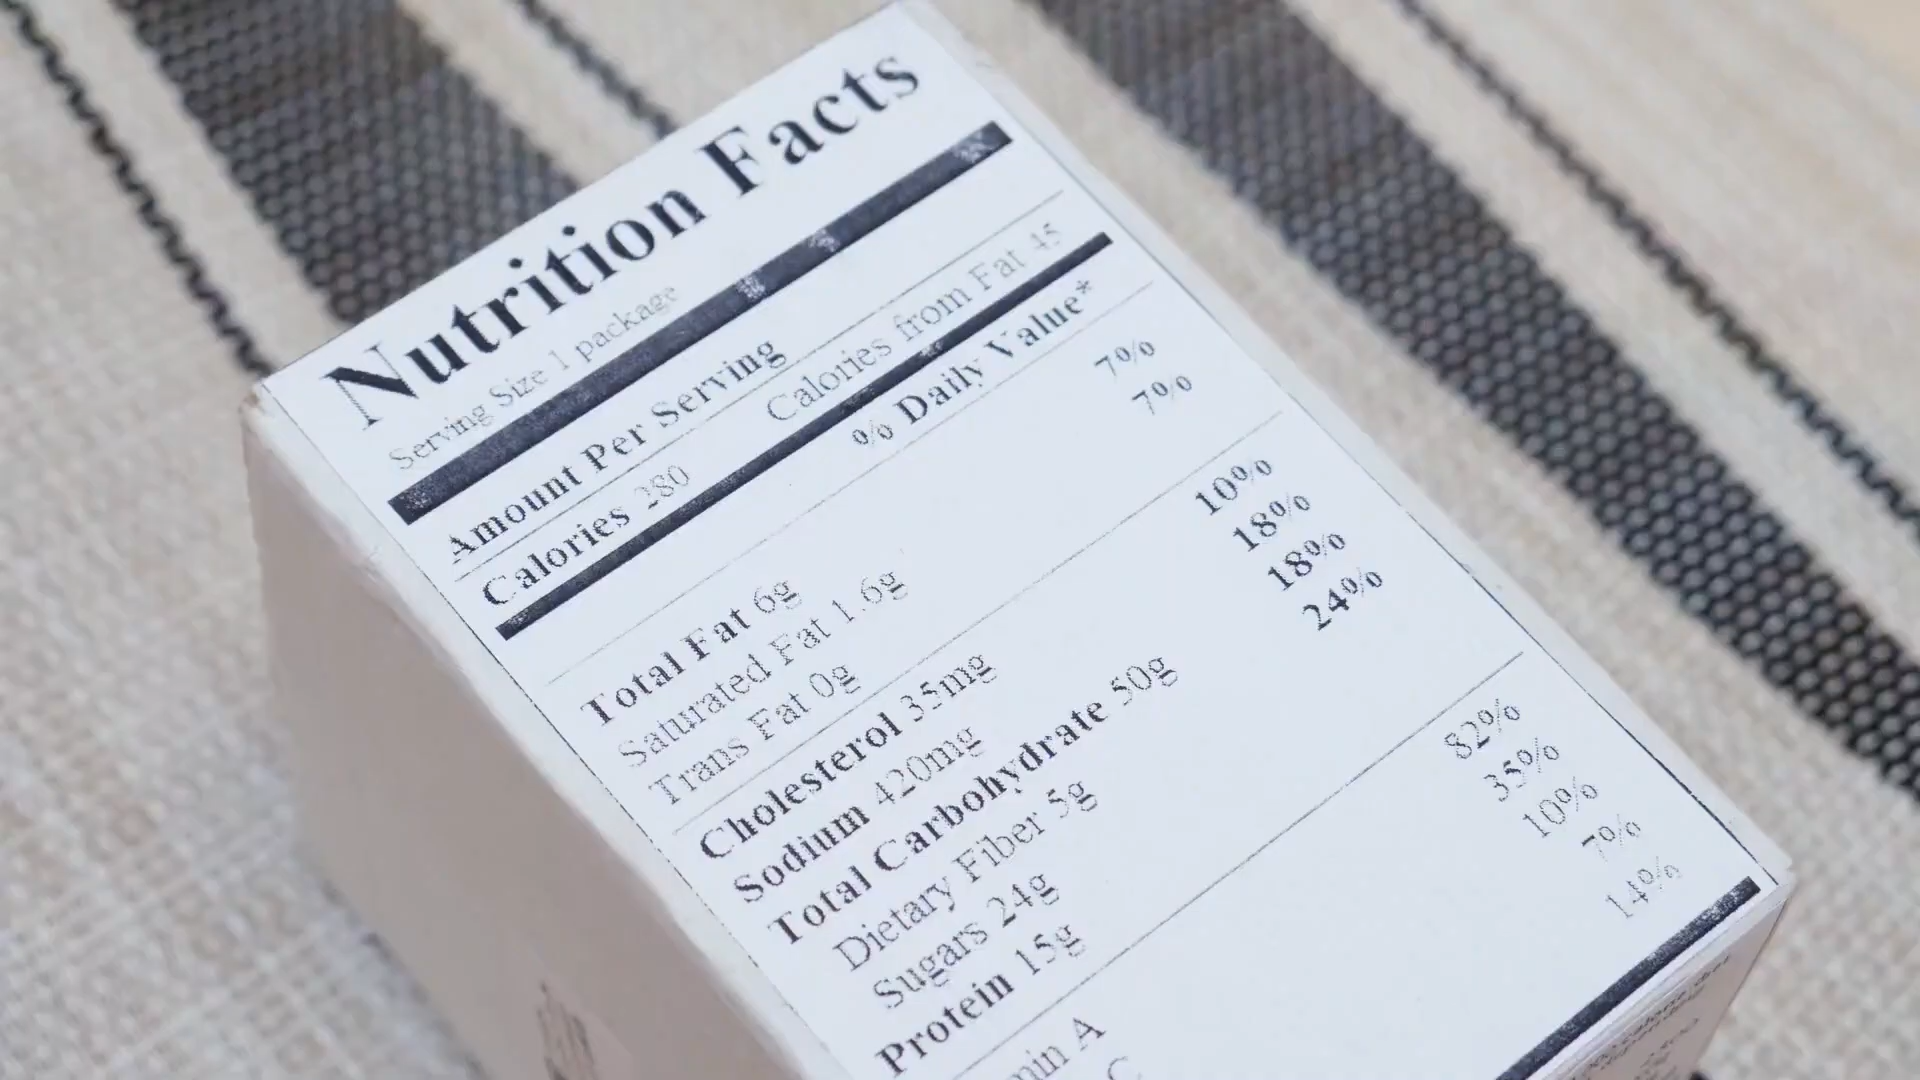 Nutrition Facts
Serving Size 1 package
Amount Per Serving
Calories 280 Calories from Fat 45
% Daily Value*
Total Fat 6g 7%
Saturated Fat 1.6g 7%
Trans Fat 0g
Cholesterol 35mg 10%
Sodium 420mg 18%
Total Carbohydrate 50g 18%
Dietary Fiber 5g 24%
Sugars 24g
Protein 15g
min A 82%
C 35%
10%
7%
14%